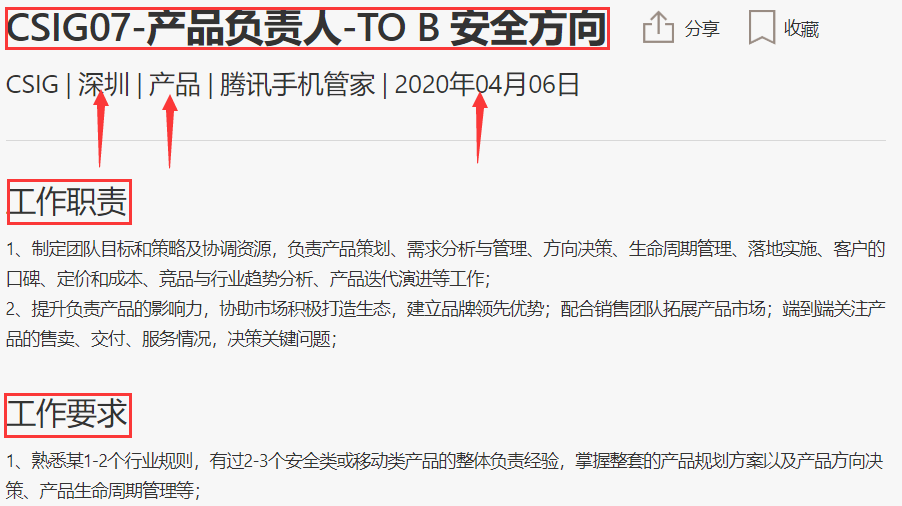 CSIG07-产品负责人-TO B 安全方向 分享 收藏
CSIG | 深圳 | 产品 | 腾讯手机管家 | 2020年04月06日
工作职责
1、制定团队目标和策略及协调资源，负责产品策划、需求分析与管理、方向决策、生命周期管理、落地实施、客户的
口碑、定价和成本、竞品与行业趋势分析、产品迭代演进等工作；
2、提升负责产品的影响力，协助市场积极打造生态，建立品牌领先优势；配合销售团队拓展产品市场；端到端关注产
品的售卖、交付、服务情况，决策关键问题；
工作要求
1、熟悉某1-2个行业规则，有过2-3个安全类或移动类产品的整体负责经验，掌握整套的产品规划方案以及产品方向决
策、产品生命周期管理等；